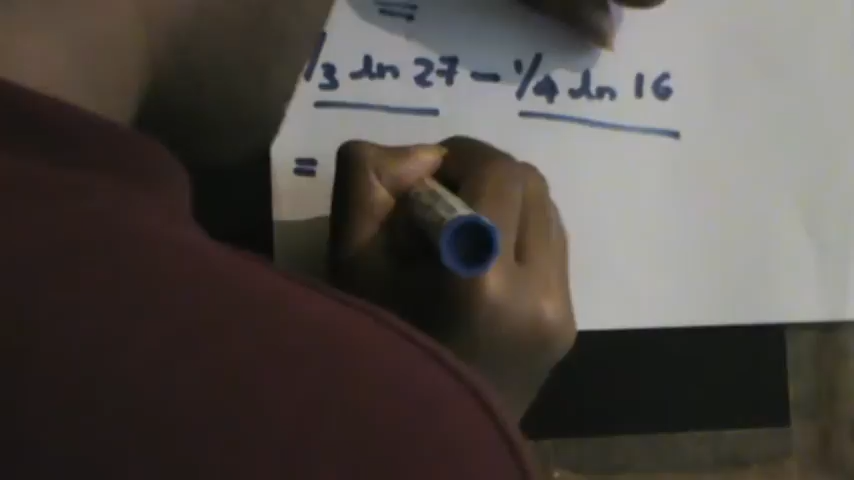 =
1/3 ln 27 - 1/4 ln 16
=